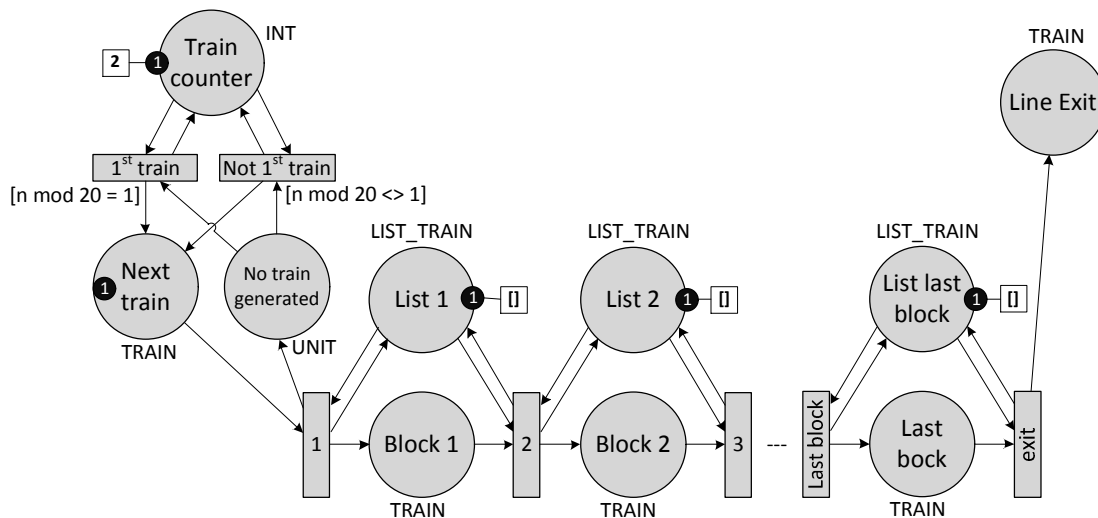 Train
counter
INT
2
1
1st train
Not 1st train
[n mod 20 = 1]
[n mod 20 <> 1]
Next
train
1
TRAIN
No train
generated
UNIT
LIST_TRAIN
List 1
1
[]
LIST_TRAIN
List 2
1
[]
LIST_TRAIN
List last
block
1
[]
TRAIN
Line Exit
1
Block 1
TRAIN
2
Block 2
TRAIN
3
---
Last block
Last
bock
TRAIN
exit